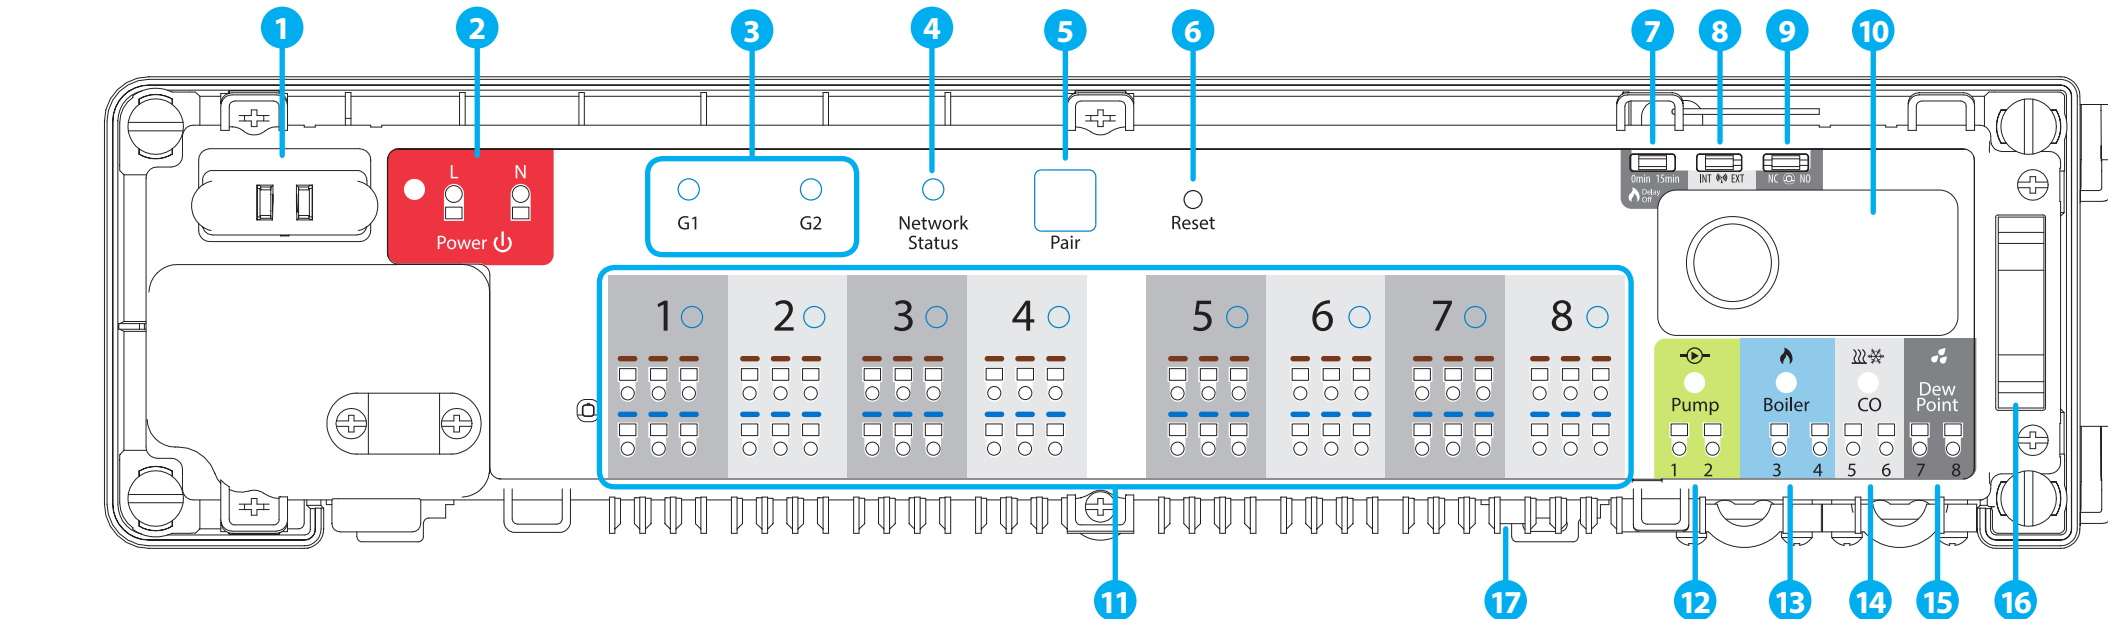 1 2 3 4 5 6 7 8 9 10
L N
Power
G1 G2
Network
Status
Pair
Reset
0min 15min
Delay
Off
INT EXT
NC NO
1 2 3 4 5 6 7 8
Pump
Boiler
CO
Dew
Point
1 2 3 4 5 6 7 8
11 17 12 13 14 15 16